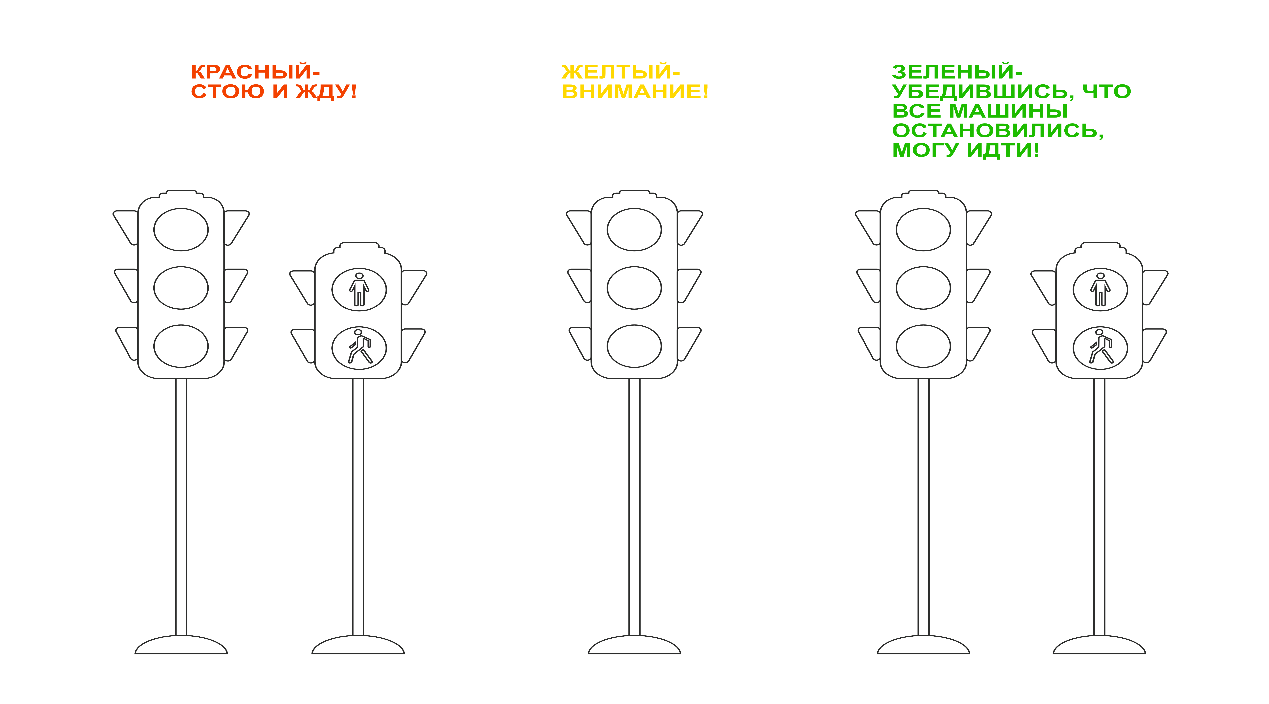 КРАСНЫЙ-
СТОЮ И ЖДУ!
ЖЕЛТЫЙ-
ВНИМАНИЕ!
ЗЕЛЕНЫЙ-
УБЕДИВШИСЬ, ЧТО
ВСЕ МАШИНЫ
ОСТАНОВИЛИСЬ,
МОГУ ИДТИ!